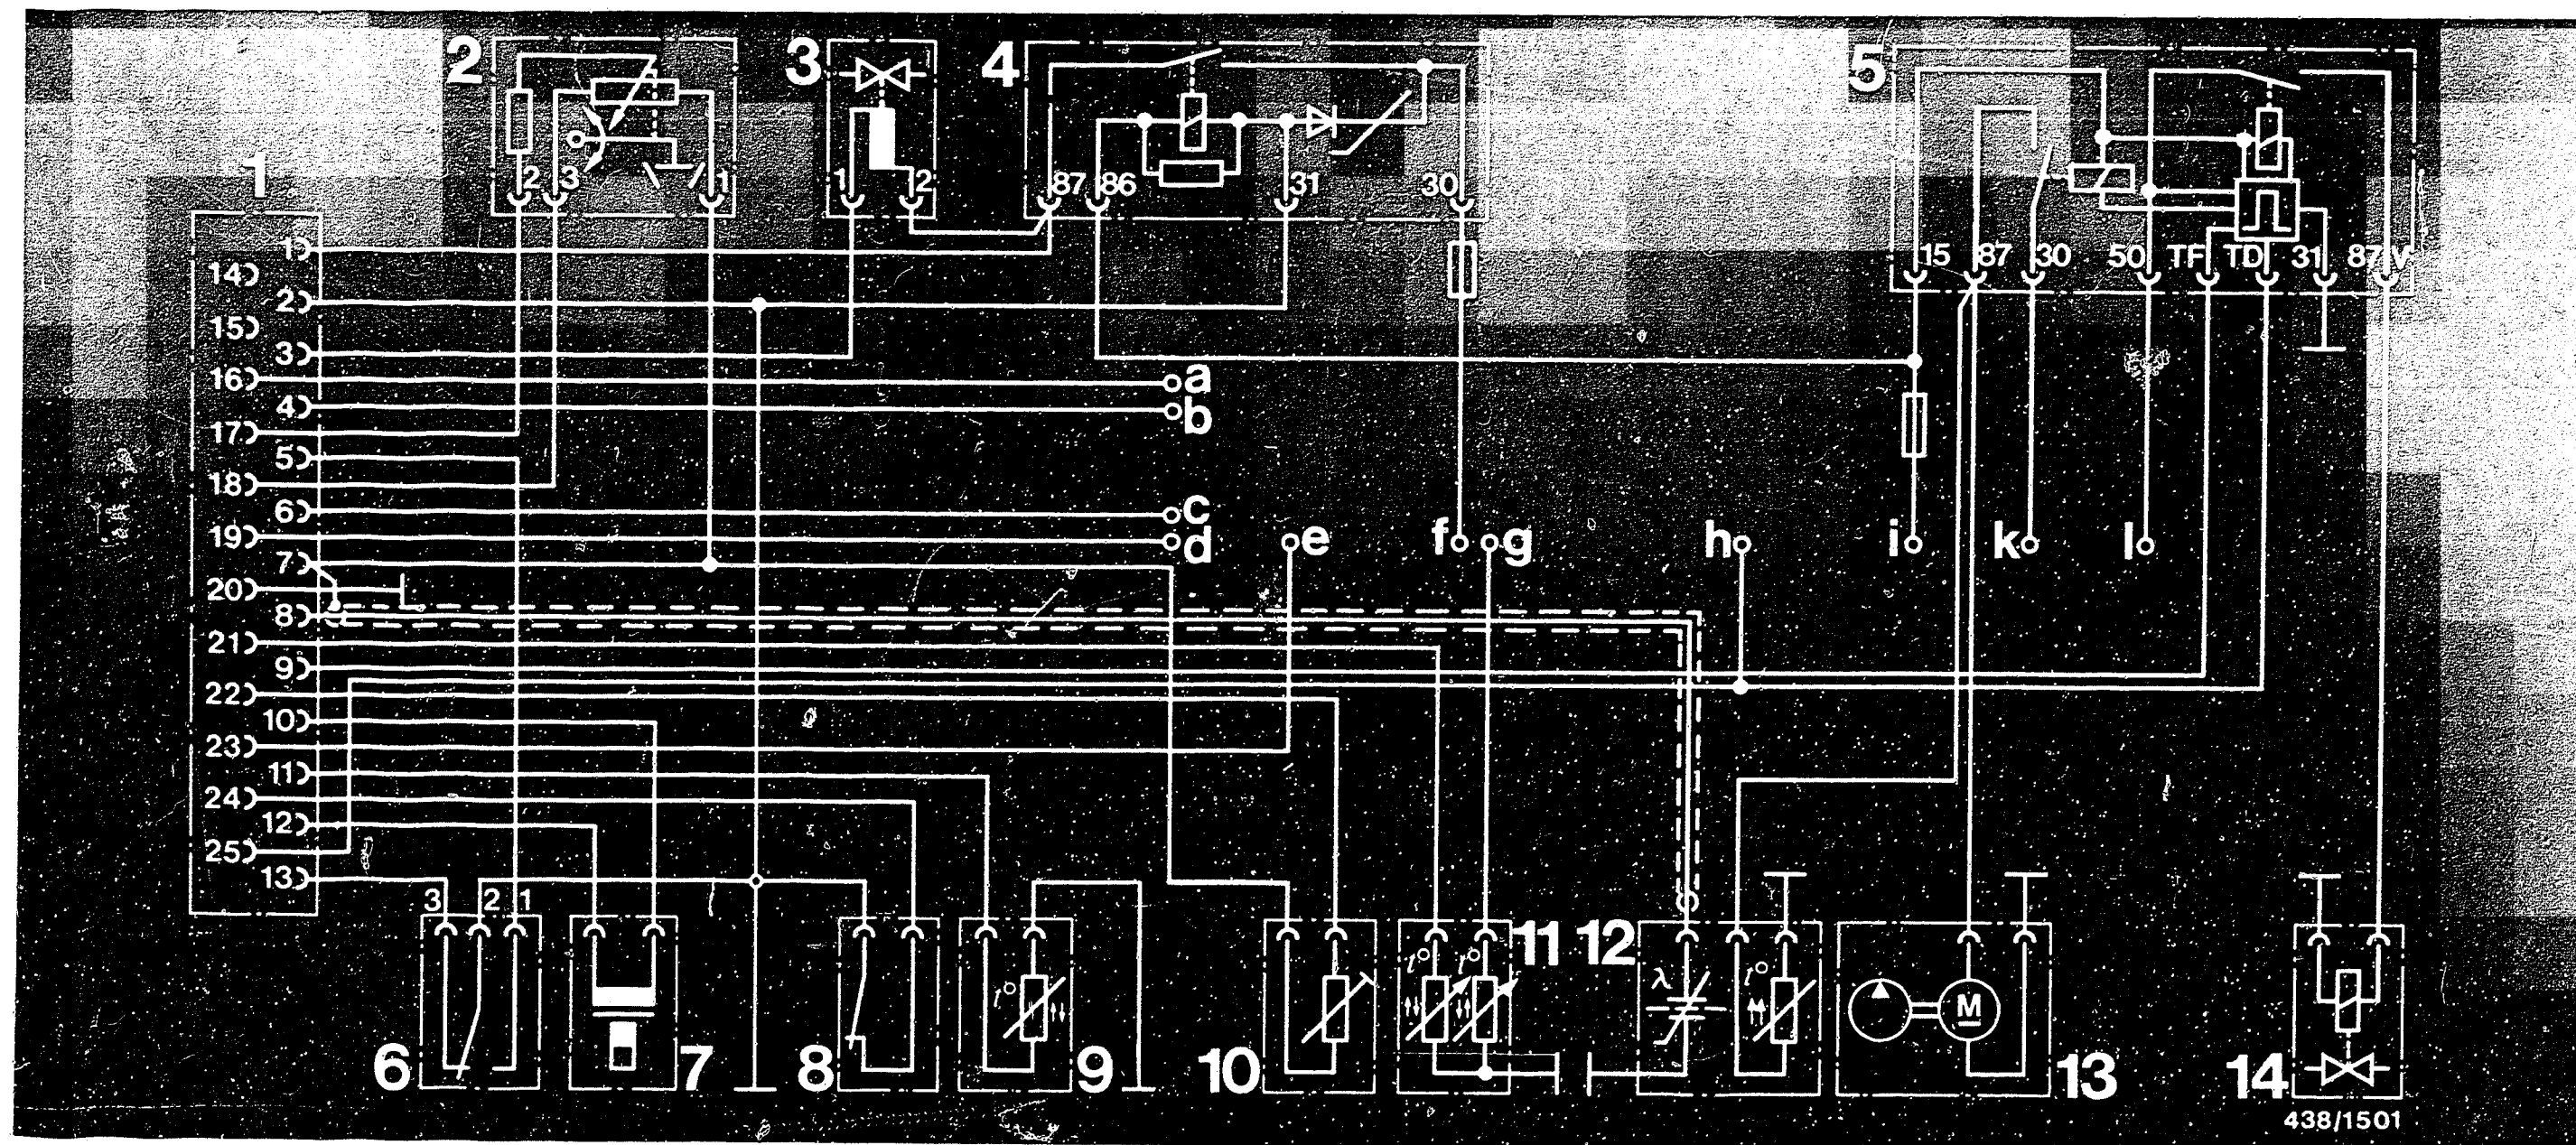 2 3 4 5
1
2 3 1
1 2
87 86 31 30
15 87 30 50 TF TD 31 87V
1
14
2
15
3
16
4
17
5
18
6
19
7
20
8
21
9
22
10
23
11
24
12
25
13
a
b
c
d
e f g h i k l
3 2 1
t° t° t° λ t° M
6 7 8 9 10 11 12 13 14
438/1501